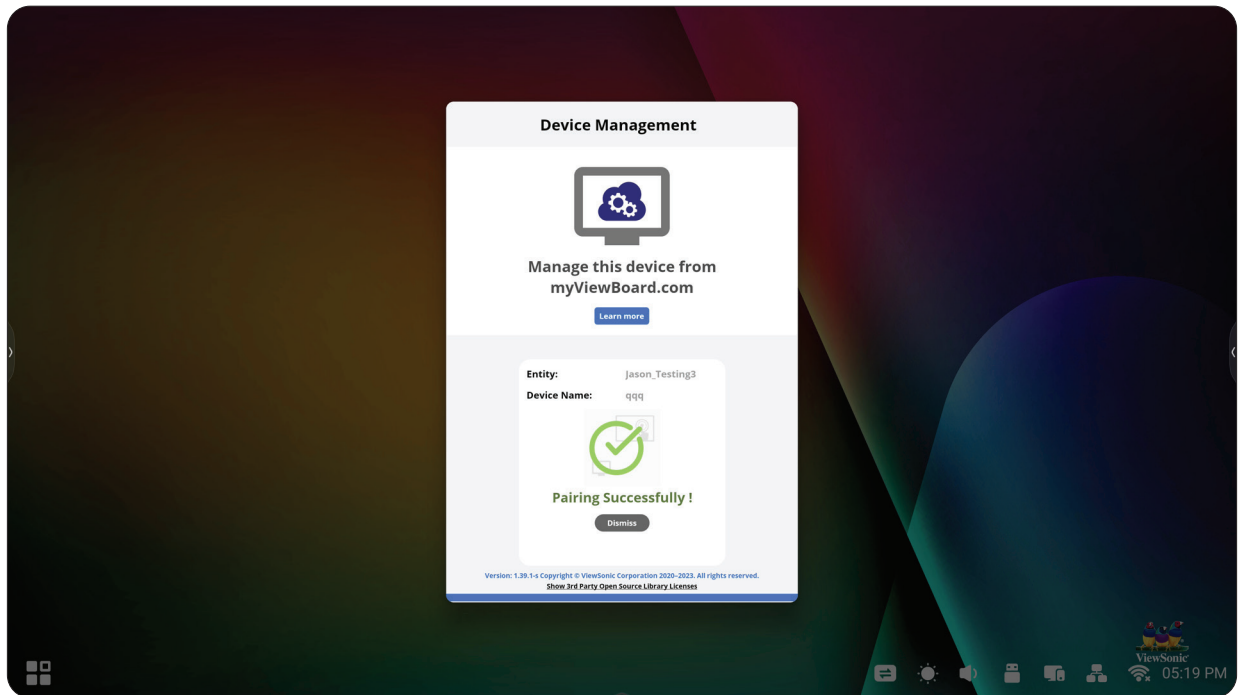 Device Management
Manage this device from
myViewBoard.com
Learn more
Entity: Jason_Testing3
Device Name: qqq
Pairing Successfully !
Dismiss
Version: 1.39.1-s Copyright © ViewSonic Corporation 2020-2023. All rights reserved.
Show 3rd Party Open Source Library Licenses
ViewSonic
05:19 PM